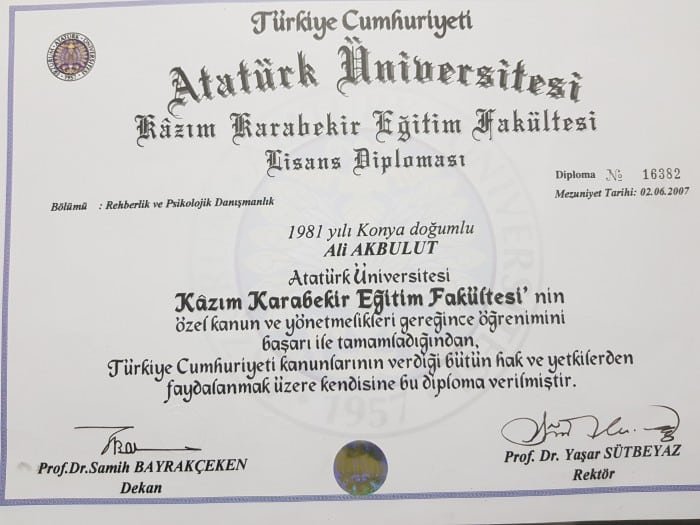 Türkiye Cumhuriyeti
Atatürk Üniversitesi
Kâzım Karabekir Eğitim Fakültesi
Lisans Diploması
Diploma № 16382
Mezuniyet Tarihi: 02.06.2007
Bölümü : Rehberlik ve Psikolojik Danışmanlık
1981 yılı Konya doğumlu
Ali AKBULUT
Atatürk Üniversitesi
Kâzım Karabekir Eğitim Fakültesi' nin
özel kanun ve yönetmelikleri gereğince öğrenimini
başarı ile tamamladığından,
Türkiye Cumhuriyeti kanunlarının verdiği bütün hak ve yetkilerden
faydalanmak üzere kendisine bu diploma verilmiştir.
1957
Prof.Dr.Samih BAYRAKÇEKEN
Dekan
Prof. Dr. Yaşar SÜTBEYAZ
Rektör